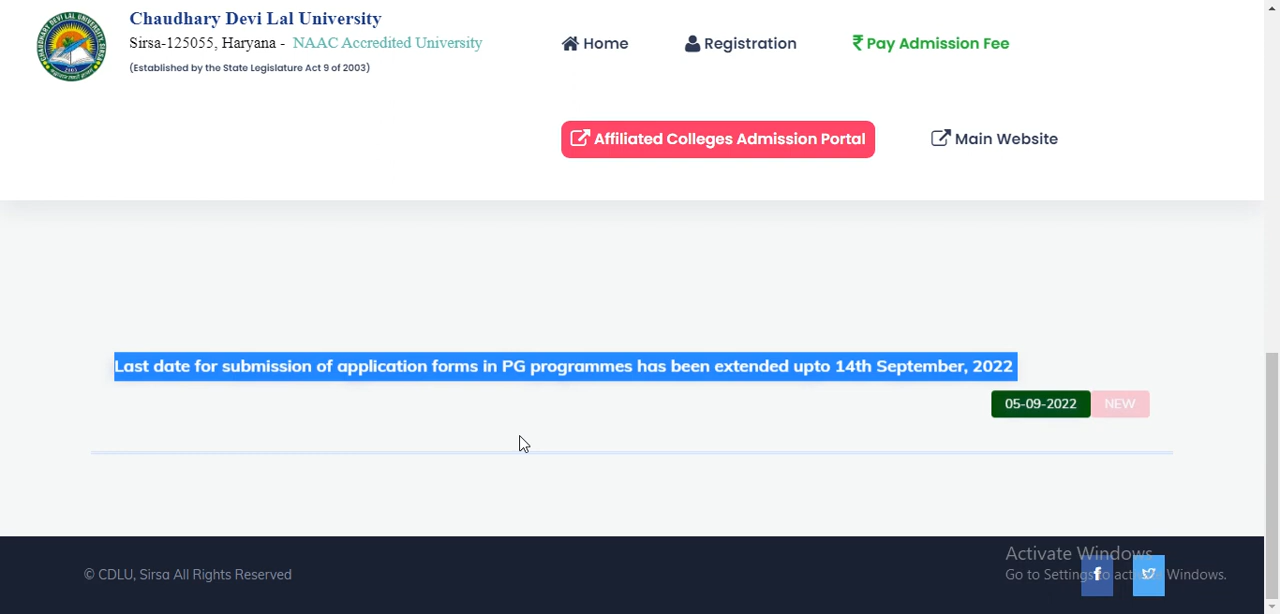 Chaudhary Devi Lal University
Sirsa-125055, Haryana - NAAC Accredited University
(Established by the State Legislature Act 9 of 2003)
Home
Registration
₹ Pay Admission Fee
Affiliated Colleges Admission Portal
Main Website
Last date for submission of application forms in PG programmes has been extended upto 14th September, 2022
05-09-2022
NEW
© CDLU, Sirsa All Rights Reserved
Activate Windows
Go to Settings to activate Windows.